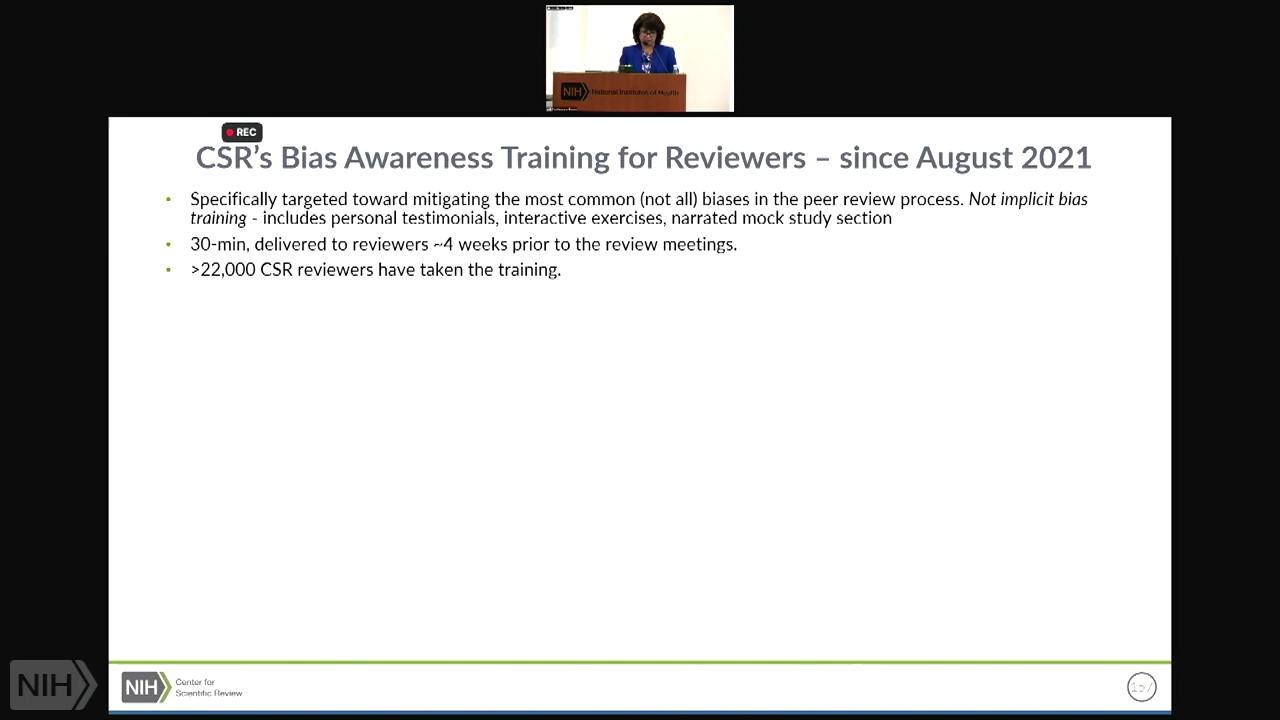 NIH National Institutes of Health
REC
CSR’s Bias Awareness Training for Reviewers – since August 2021
• Specifically targeted toward mitigating the most common (not all) biases in the peer review process. Not implicit bias
training - includes personal testimonials, interactive exercises, narrated mock study section
• 30-min, delivered to reviewers ~4 weeks prior to the review meetings.
• >22,000 CSR reviewers have taken the training.
NIH
NIH Center for
Scientific Review